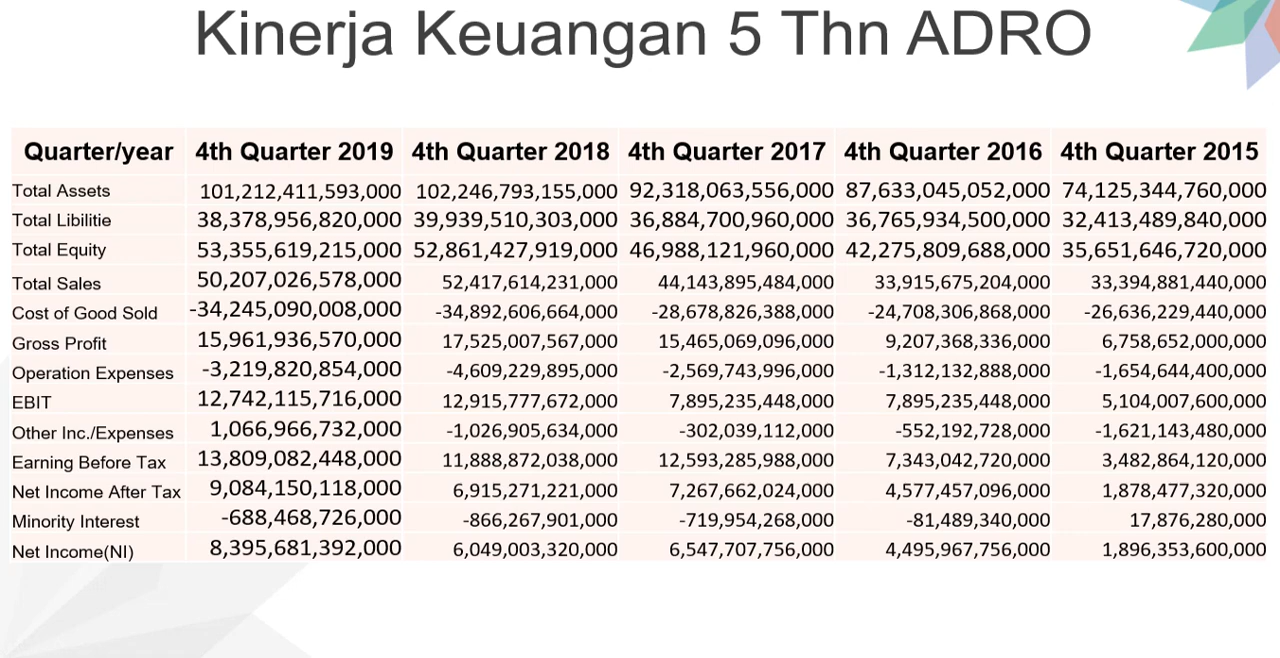 Kinerja Keuangan 5 Thn ADRO
Quarter/year 4th Quarter 2019 4th Quarter 2018 4th Quarter 2017 4th Quarter 2016 4th Quarter 2015
Total Assets 101,212,411,593,000 102,246,793,155,000 92,318,063,556,000 87,633,045,052,000 74,125,344,760,000
Total Libilitie 38,378,956,820,000 39,939,510,303,000 36,884,700,960,000 36,765,934,500,000 32,413,489,840,000
Total Equity 53,355,619,215,000 52,861,427,919,000 46,988,121,960,000 42,275,809,688,000 35,651,646,720,000
Total Sales 50,207,026,578,000 52,417,614,231,000 44,143,895,484,000 33,915,675,204,000 33,394,881,440,000
Cost of Good Sold -34,245,090,008,000 -34,892,606,664,000 -28,678,826,388,000 -24,708,306,868,000 -26,636,229,440,000
Gross Profit 15,961,936,570,000 17,525,007,567,000 15,465,069,096,000 9,207,368,336,000 6,758,652,000,000
Operation Expenses -3,219,820,854,000 -4,609,229,895,000 -2,569,743,996,000 -1,312,132,888,000 -1,654,644,400,000
EBIT 12,742,115,716,000 12,915,777,672,000 7,895,235,448,000 7,895,235,448,000 5,104,007,600,000
Other Inc./Expenses 1,066,966,732,000 -1,026,905,634,000 -302,039,112,000 -552,192,728,000 -1,621,143,480,000
Earning Before Tax 13,809,082,448,000 11,888,872,038,000 12,593,285,988,000 7,343,042,720,000 3,482,864,120,000
Net Income After Tax 9,084,150,118,000 6,915,271,221,000 7,267,662,024,000 4,577,457,096,000 1,878,477,320,000
Minority Interest -688,468,726,000 -866,267,901,000 -719,954,268,000 -81,489,340,000 17,876,280,000
Net Income(NI) 8,395,681,392,000 6,049,003,320,000 6,547,707,756,000 4,495,967,756,000 1,896,353,600,000